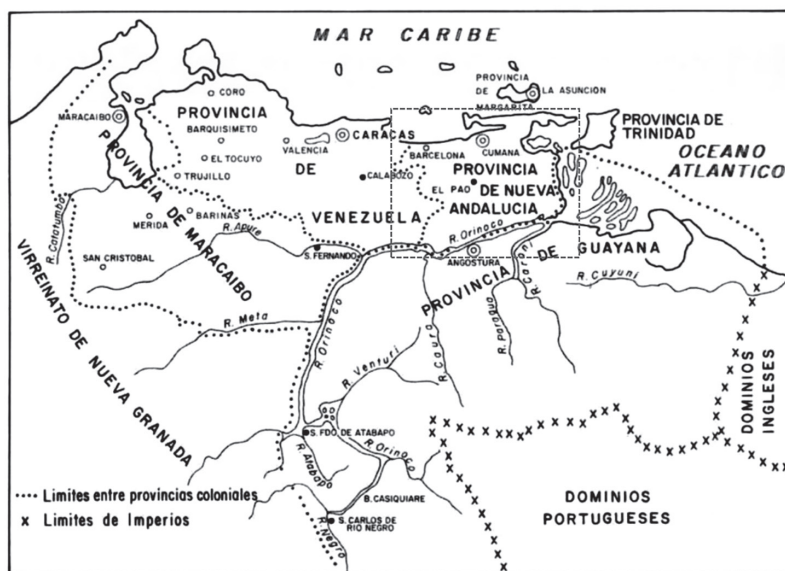 MAR CARIBE
PROVINCIA
DE
MARGARITA
LA ASUNCION
CORO
MARACAIBO
PROVINCIA
BARQUISIMETO
EL TOCUYO
TRUJILLO
VALENCIA
CARACAS
DE
CALABOZO
VENEZUELA
BARCELONA
CUMANA
PROVINCIA
EL PAO
DE NUEVA
ANDALUCIA
PROVINCIA DE
TRINIDAD
OCEANO
ATLANTICO
PROVINCIA DE MARACAIBO
R. Catatumbo
MERIDA
BARINAS
SAN CRISTOBAL
R. Apure
S. FERNANDO
R. Orinoco
ANGOSTURA
PROVINCIA
DE
GUAYANA
R. Caroni
R. Cuyuni
R. Paragua
R. Caura
R. Meta
R. Orinoco
R. Venturi
VIRREINATO DE NUEVA GRANADA
S. FDO DE ATABAPO
R. Orinoco
R. Atabapo
B. CASIQUIARE
S. CARLOS DE
RIO NEGRO
R. Negro
DOMINIOS
INGLESES
DOMINIOS
PORTUGUESES
Limites entre provincias coloniales
x Limites de Imperios